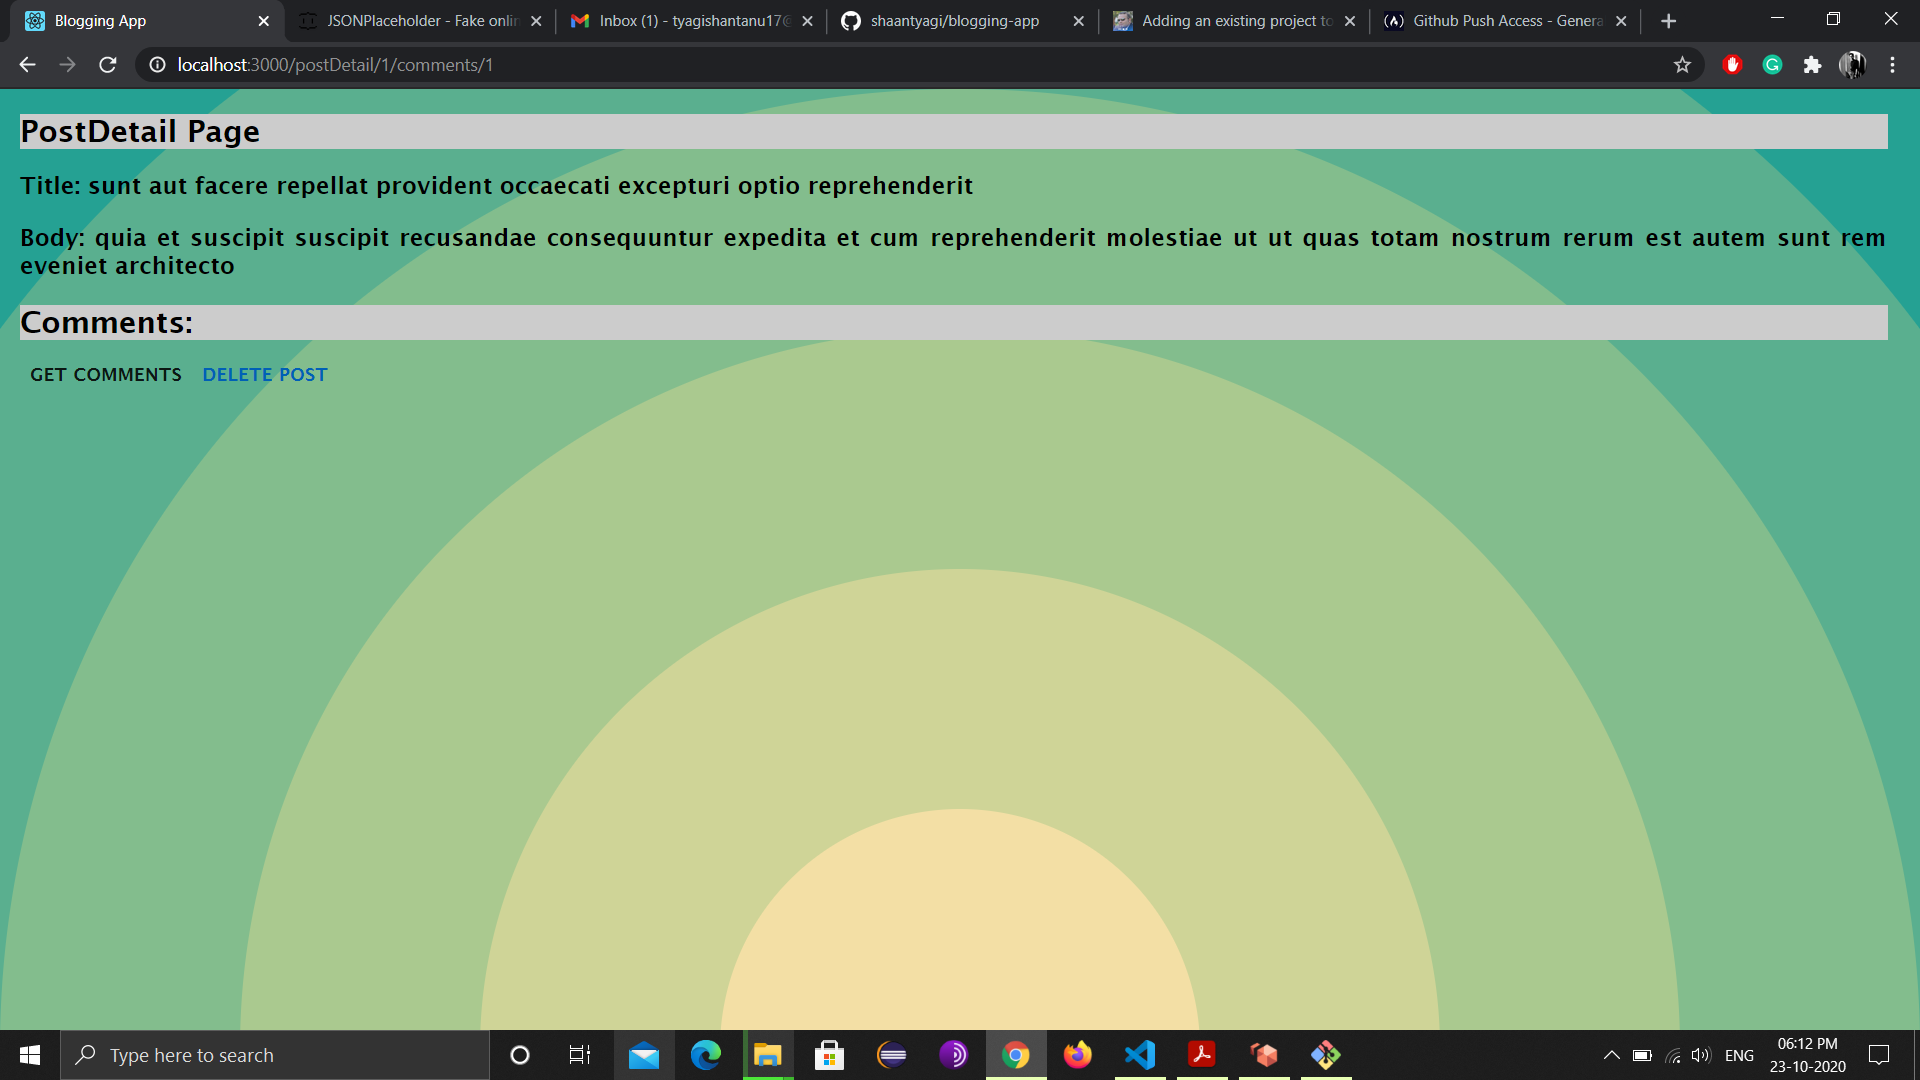 Blogging App
JSONPlaceholder - Fake onlin
Inbox (1) - tyagishantanu17@
shaantyagi/blogging-app
Adding an existing project to
Github Push Access - Genera
localhost:3000/postDetail/1/comments/1
PostDetail Page
Title: sunt aut facere repellat provident occaecati excepturi optio reprehenderit
Body: quia et suscipit suscipit recusandae consequuntur expedita et cum reprehenderit molestiae ut ut quas totam nostrum rerum est autem sunt rem
eveniet architecto
Comments:
GET COMMENTS DELETE POST
Type here to search
ENG
06:12 PM
23-10-2020